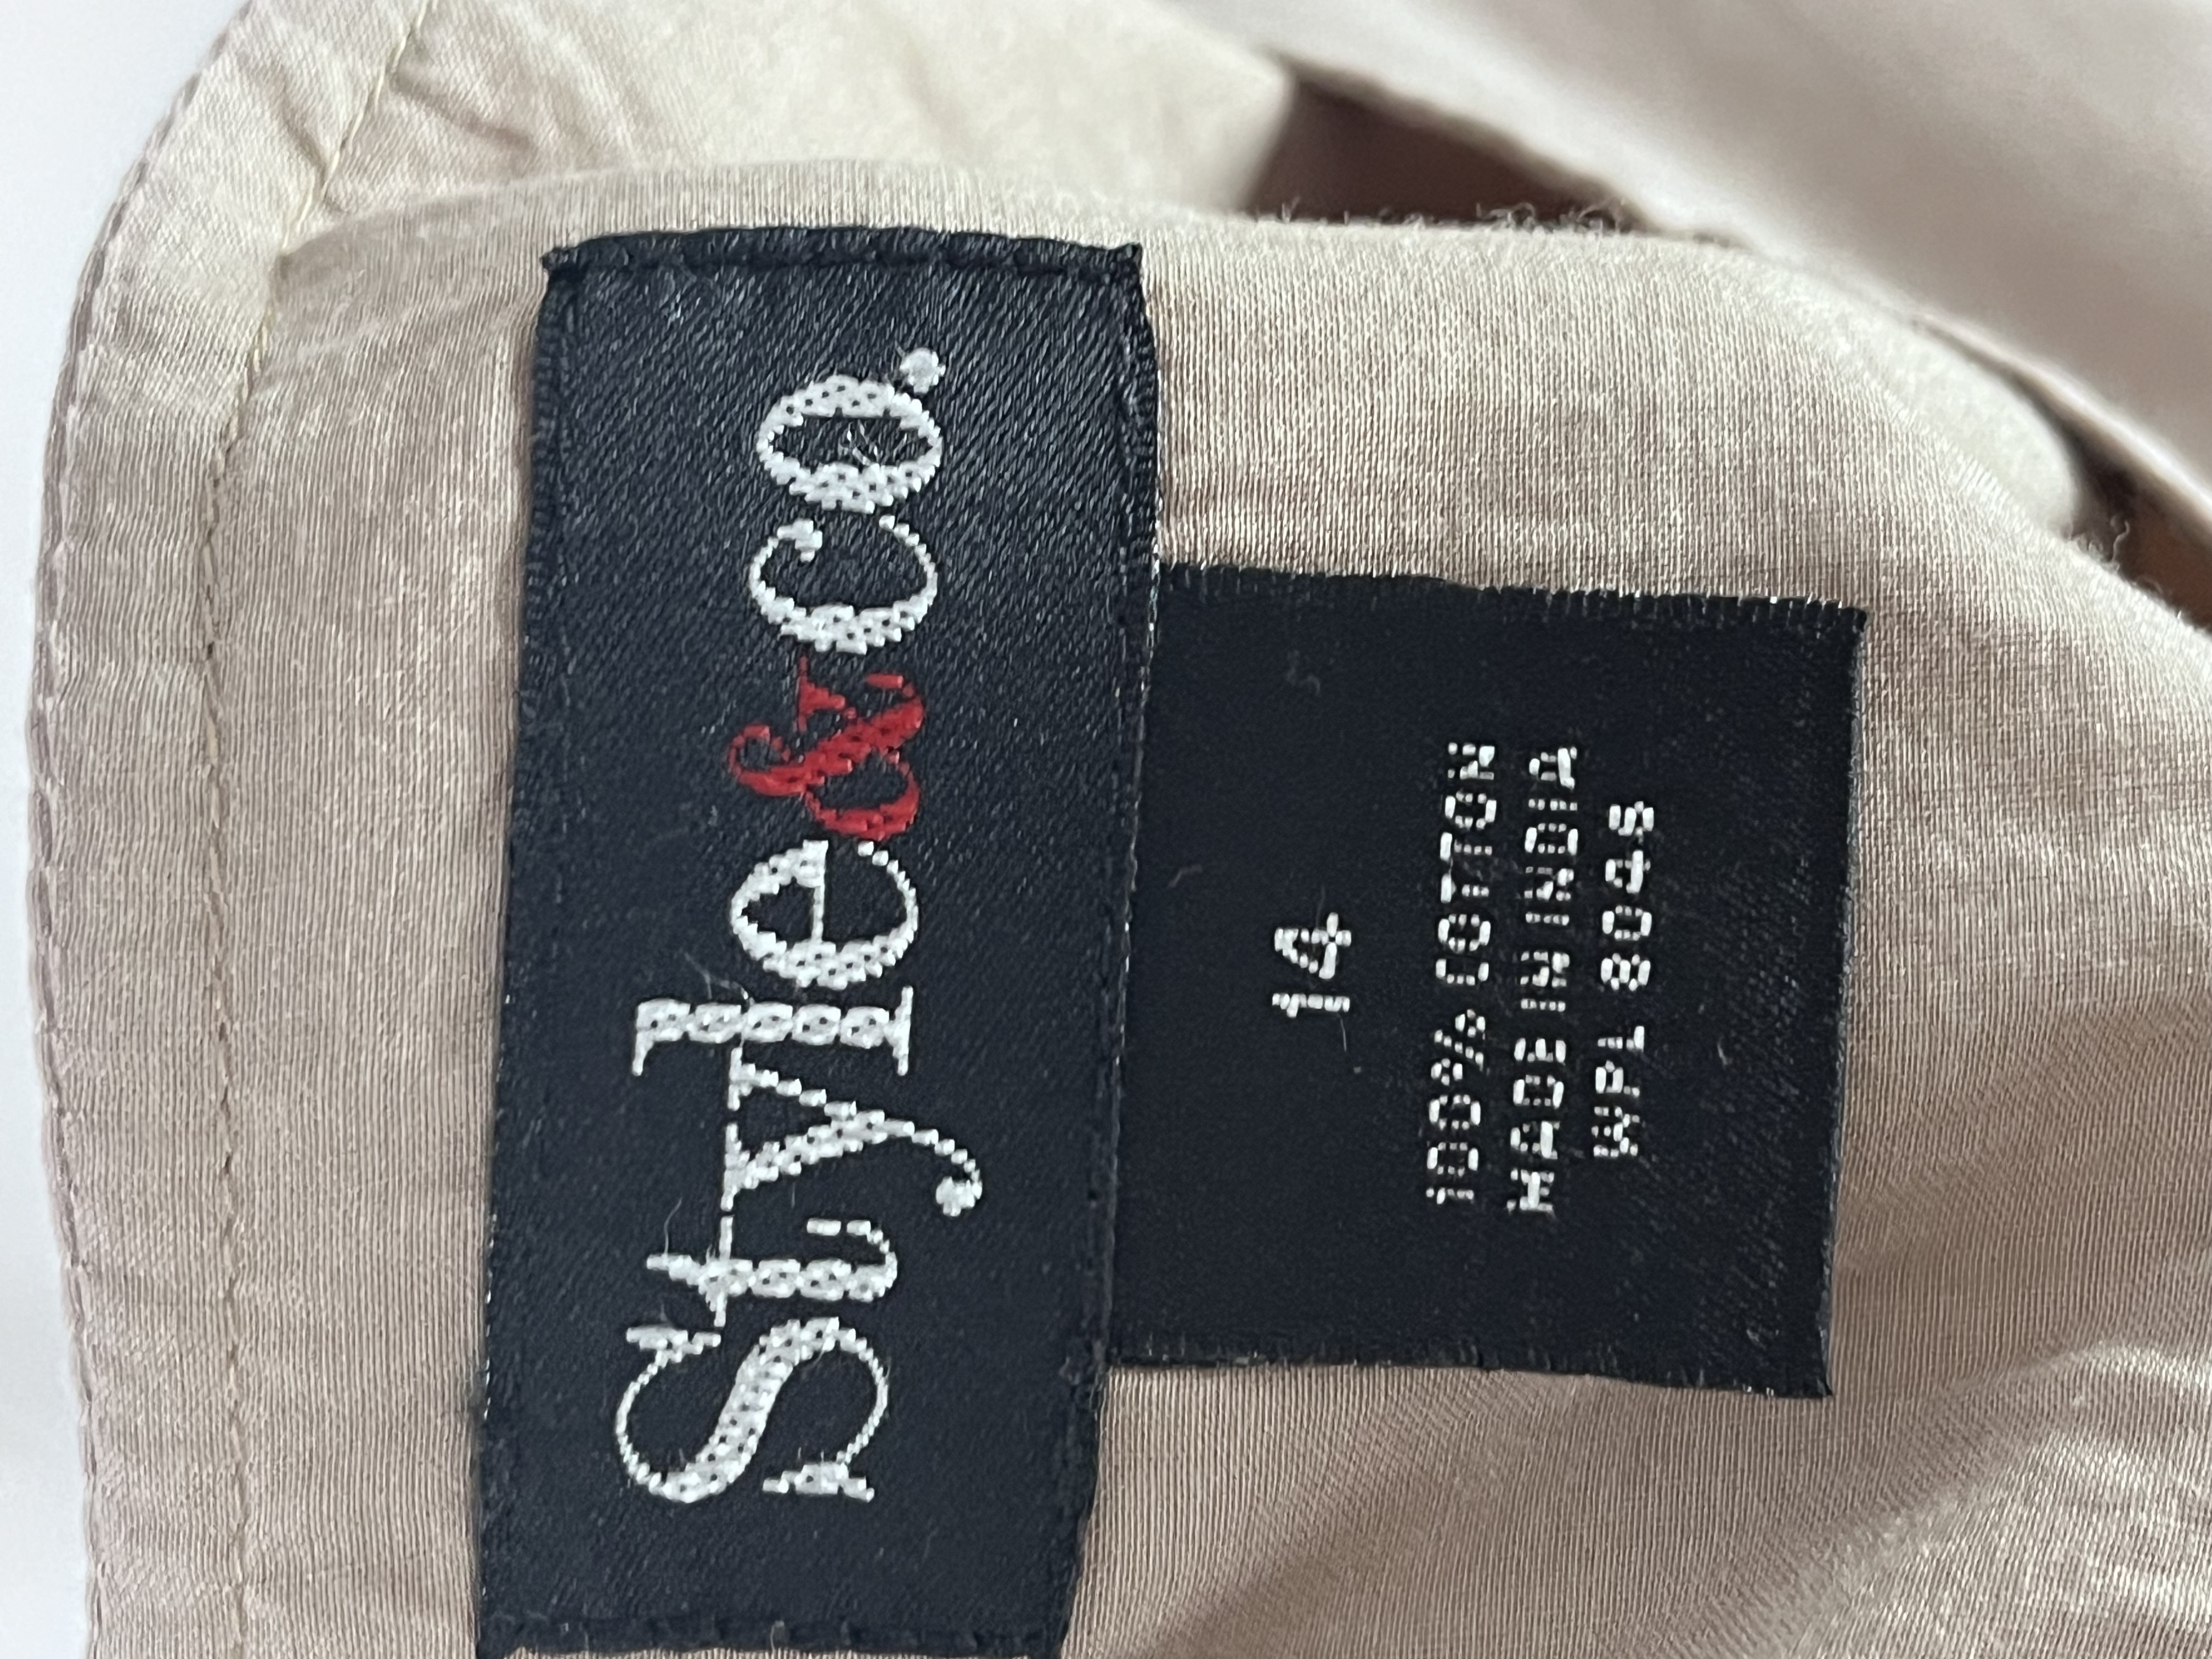 Style&co.
14
100% COTTON
MADE IN INDIA
WPL 8045